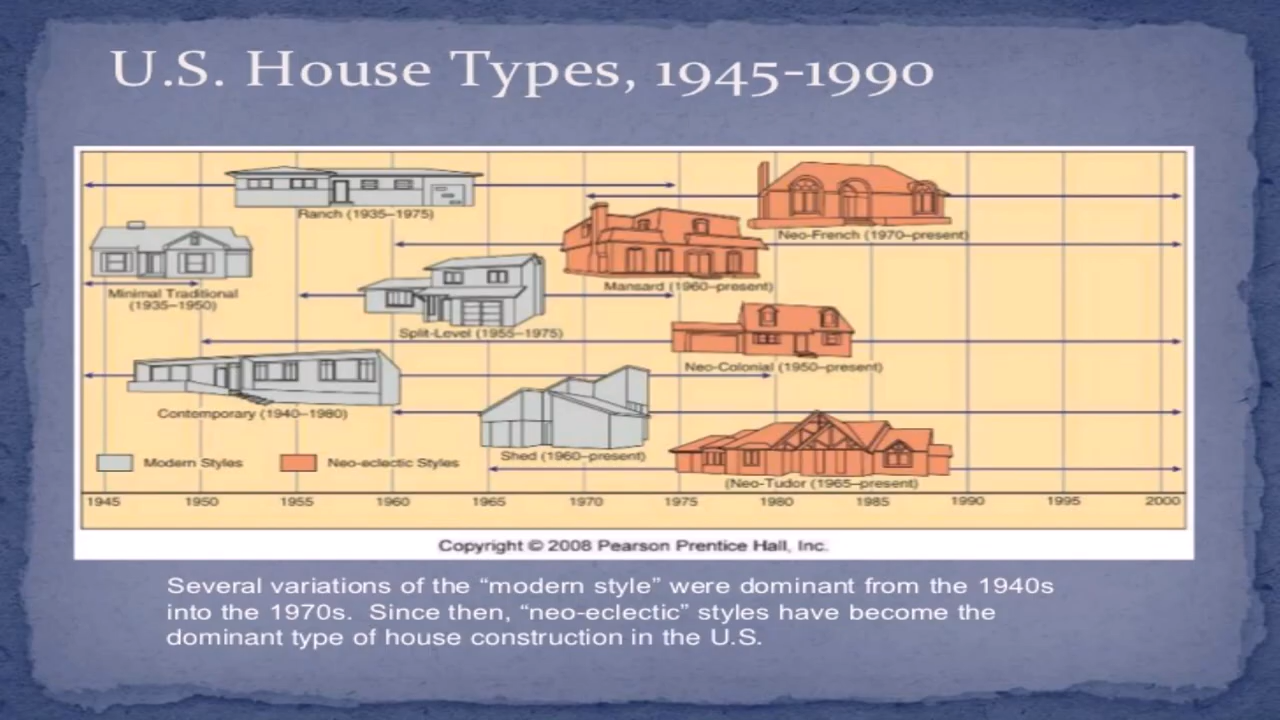 U.S. House Types, 1945-1990
Ranch (1935–1975)
Neo-French (1970–present)
Minimal Traditional
(1935–1950)
Mansard (1960–present)
Split-Level (1955–1975)
Neo-Colonial (1950–present)
Contemporary (1940–1980)
Shed (1960–present)
Modern Styles
Neo-eclectic Styles
(Neo-Tudor (1965–present)
1945 1950 1955 1960 1965 1970 1975 1980 1985 1990 1995 2000
Copyright © 2008 Pearson Prentice Hall, Inc.
Several variations of the “modern style” were dominant from the 1940s
into the 1970s. Since then, “neo-eclectic” styles have become the
dominant type of house construction in the U.S.